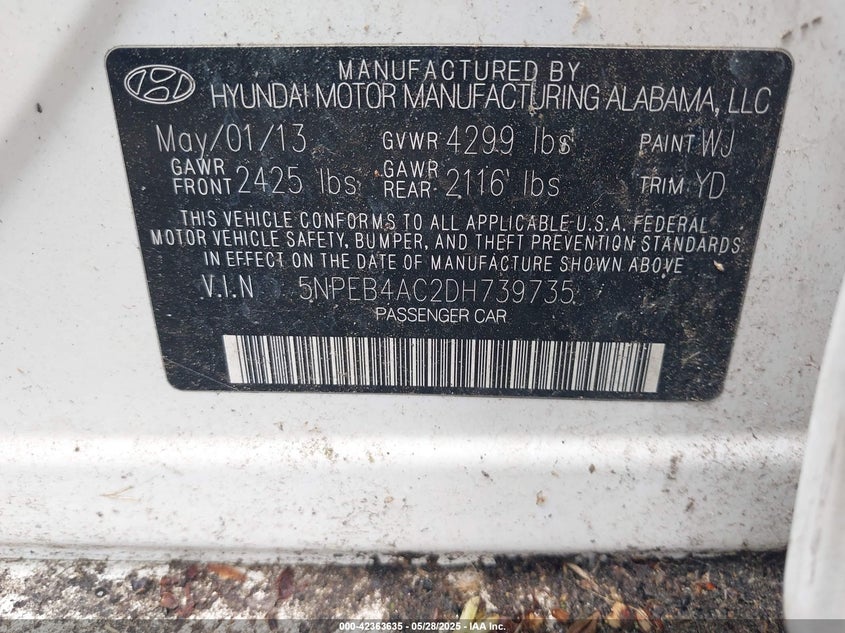 MANUFACTURED BY
HYUNDAI MOTOR MANUFACTURING ALABAMA, LLC
May/01/13 GVWR 4299 lbs PAINT WJ
GAWR FRONT 2425 lbs GAWR REAR 2116 lbs TRIM YD
THIS VEHICLE CONFORMS TO ALL APPLICABLE U.S.A. FEDERAL
MOTOR VEHICLE SAFETY, BUMPER, AND THEFT PREVENTION STANDARDS
IN EFFECT ON THE DATE OF MANUFACTURE SHOWN ABOVE
V.I.N 5NPEB4AC2DH739735
PASSENGER CAR
000-42363635 - 05/28/2025 - IAA Inc.